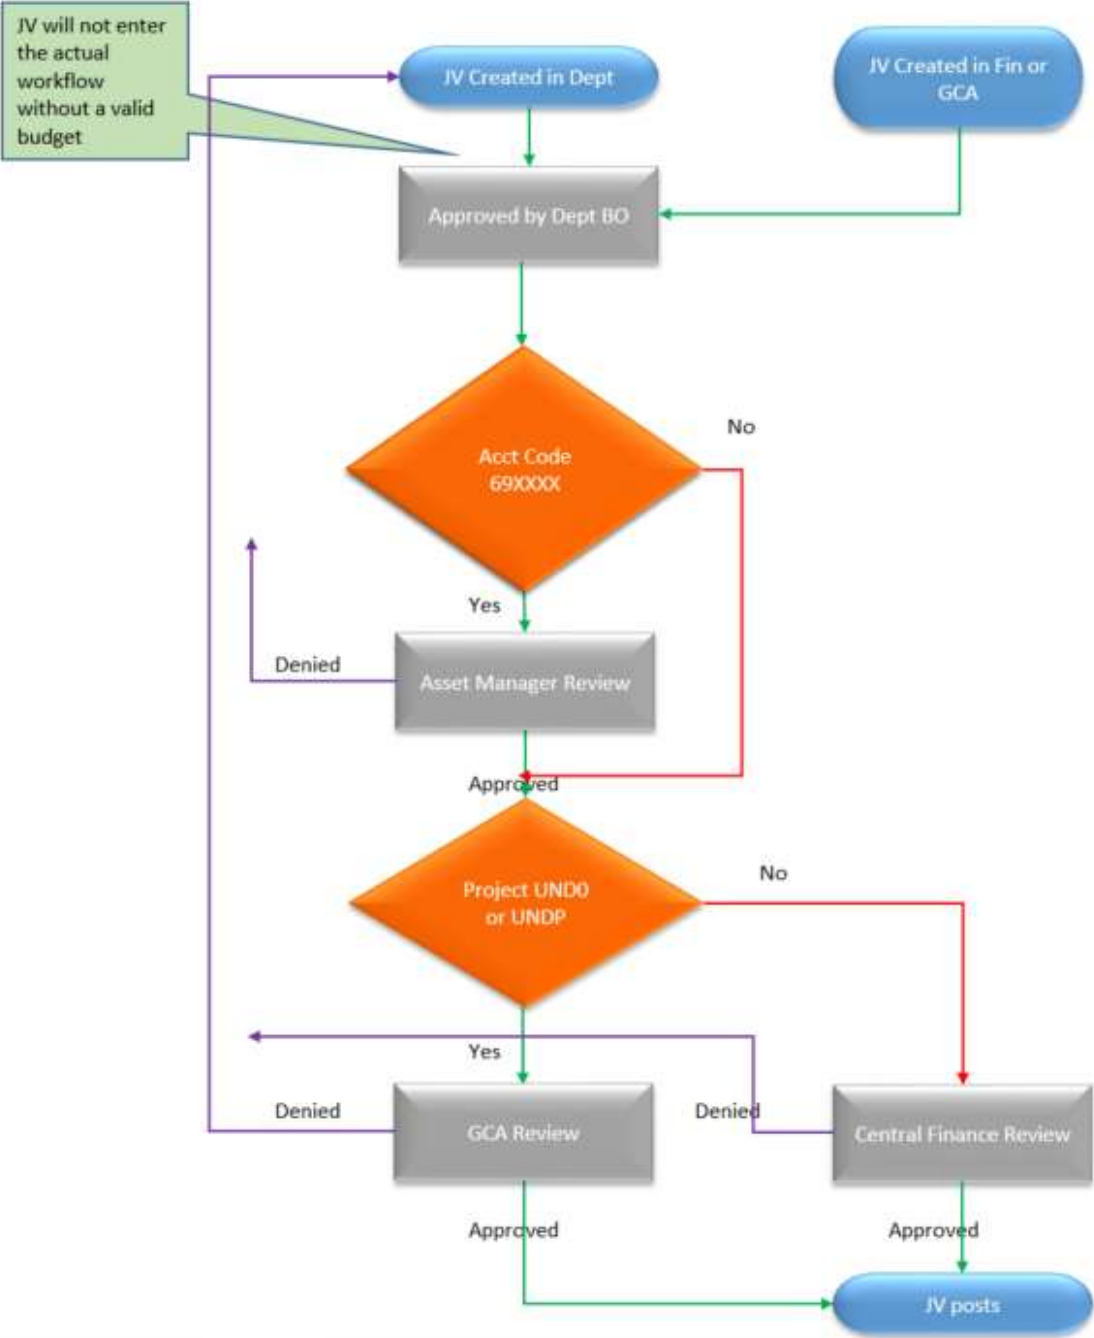 JV will not enter
the actual
workflow
without a valid
budget
JV Created in Dept
JV Created in Fin or
GCA
Approved by Dept BO
No
Acct Code
69XXXX
Yes
Denied
Asset Manager Review
Approved
No
Project UND0
or UNDP
Yes
Denied
GCA Review
Denied
Central Finance Review
Approved
Approved
JV posts